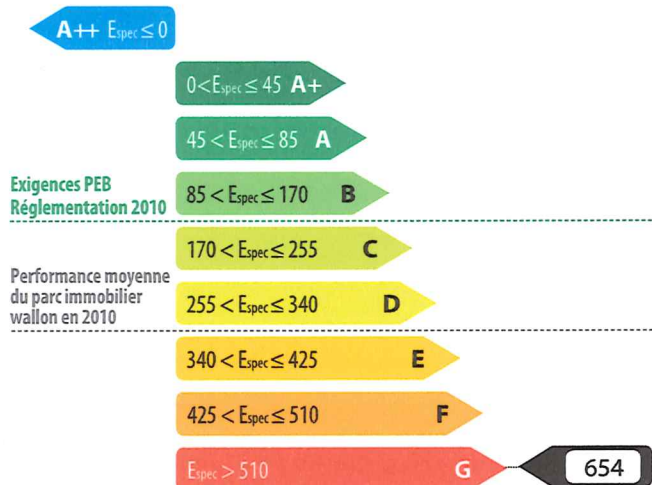 A++ Espec ≤ 0
0 < Espec ≤ 45 A+
45 < Espec ≤ 85 A
Exigences PEB
Réglementation 2010
85 < Espec ≤ 170 B
170 < Espec ≤ 255 C
Performance moyenne
du parc immobilier
wallon en 2010
255 < Espec ≤ 340 D
340 < Espec ≤ 425 E
425 < Espec ≤ 510 F
Espec > 510 G
654